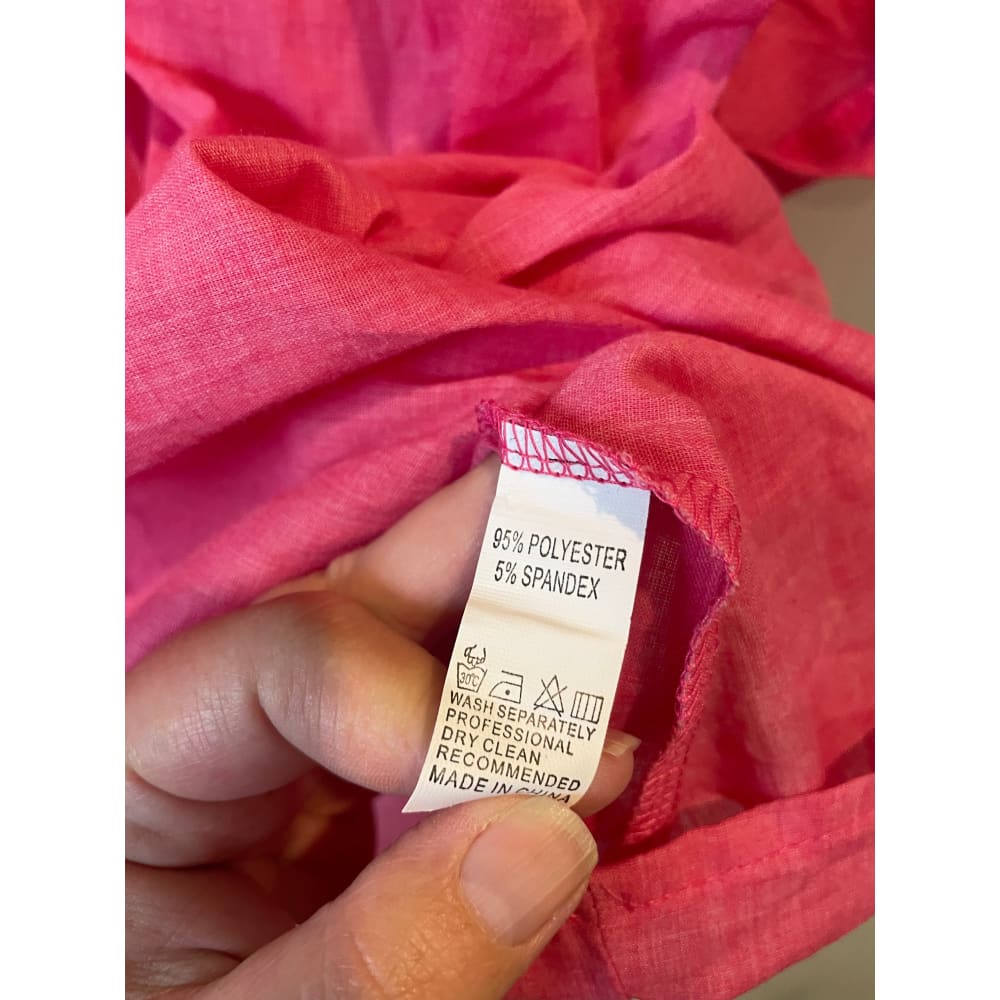 95% POLYESTER
5% SPANDEX
30℃
WASH SEPARATELY
PROFESSIONAL
DRY CLEAN
RECOMMENDED
MADE IN CHINA